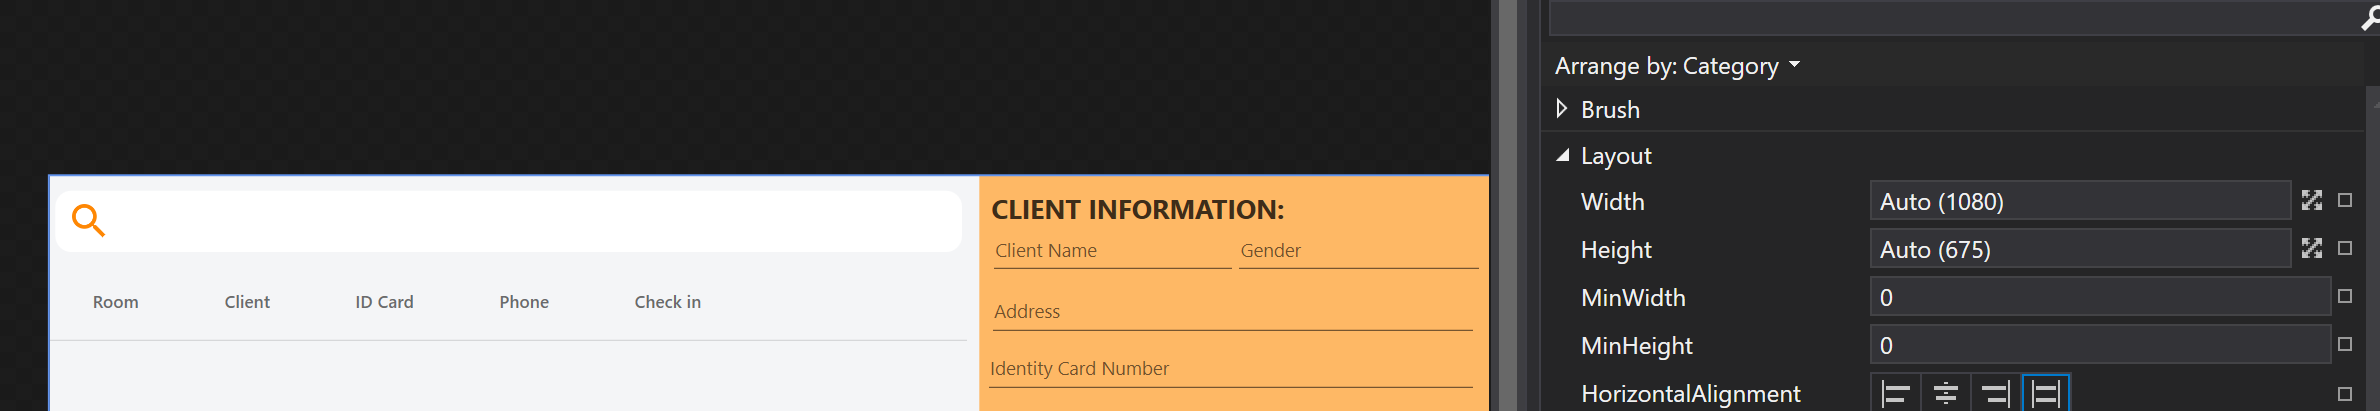 CLIENT INFORMATION:
Client Name Gender
Room Client ID Card Phone Check in
Address
Identity Card Number
Arrange by: Category
Brush
Layout
Width Auto (1080)
Height Auto (675)
MinWidth 0
MinHeight 0
HorizontalAlignment